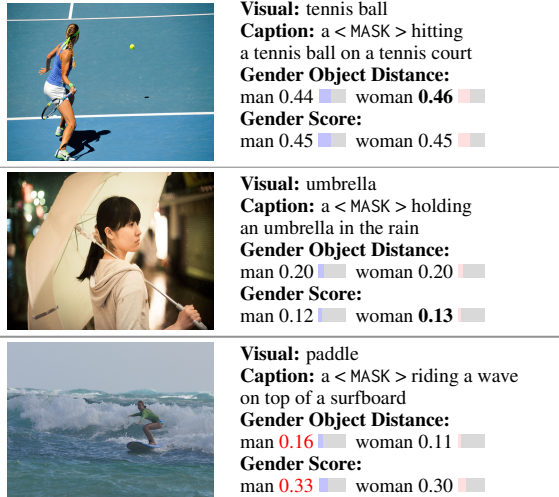 Visual: tennis ball
Caption: a < MASK > hitting
a tennis ball on a tennis court
Gender Object Distance:
man 0.44 woman 0.46
Gender Score:
man 0.45 woman 0.45
Visual: umbrella
Caption: a < MASK > holding
an umbrella in the rain
Gender Object Distance:
man 0.20 woman 0.20
Gender Score:
man 0.12 woman 0.13
Visual: paddle
Caption: a < MASK > riding a wave
on top of a surfboard
Gender Object Distance:
man 0.16 woman 0.11
Gender Score:
man 0.33 woman 0.30